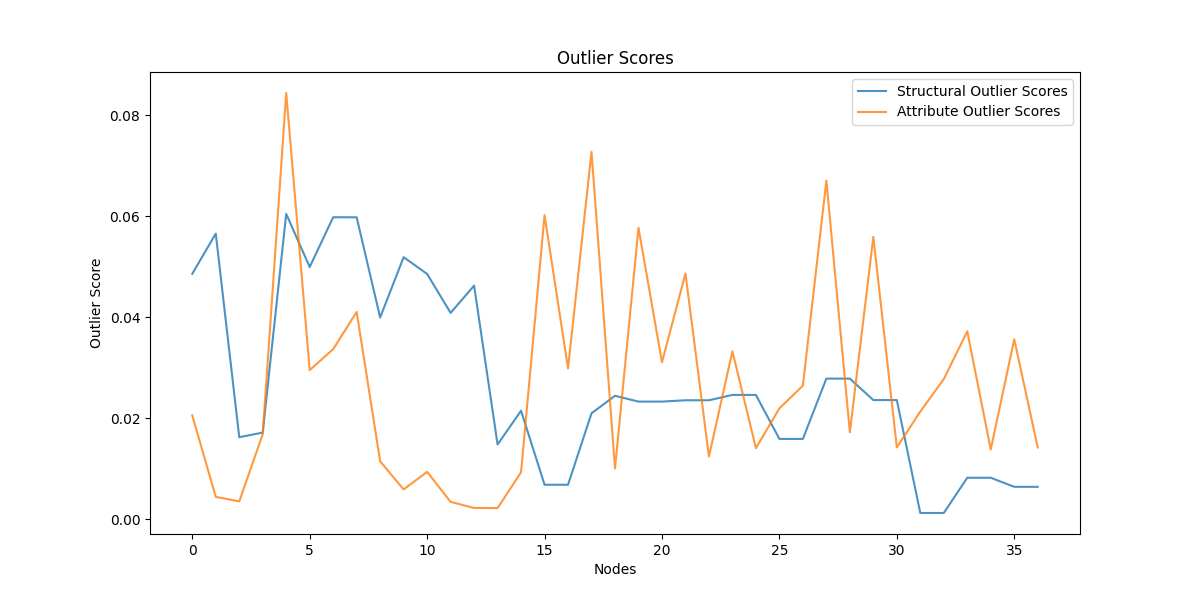 Outlier Scores
Structural Outlier Scores
Attribute Outlier Scores
0.08
0.06
0.04
0.02
0.00
Outlier Score
0 5 10 15 20 25 30 35
Nodes